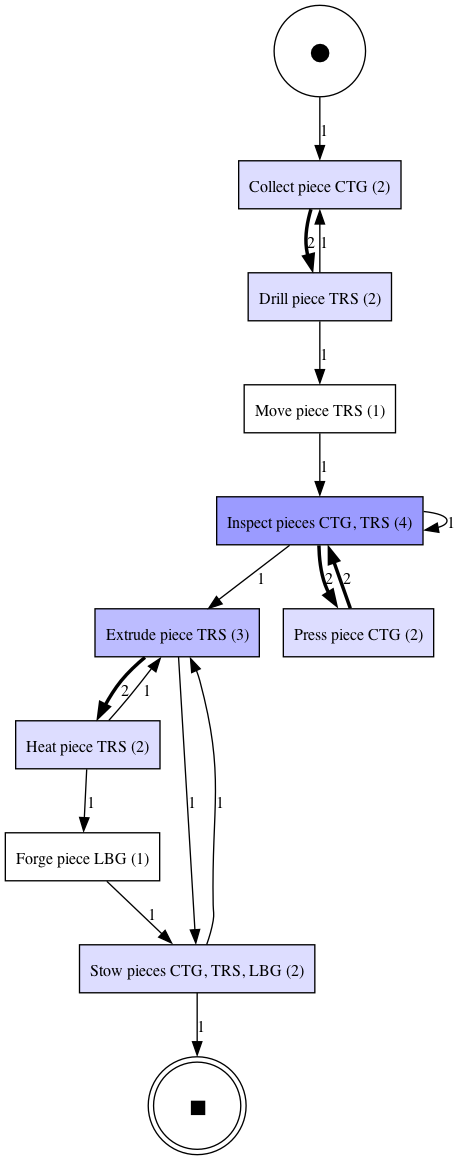 1
Collect piece CTG (2)
2 1
Drill piece TRS (2)
1
Move piece TRS (1)
1
Inspect pieces CTG, TRS (4)
1
1 2 2
Extrude piece TRS (3)
Press piece CTG (2)
2 1
Heat piece TRS (2)
1 1 1
Forge piece LBG (1)
1
Stow pieces CTG, TRS, LBG (2)
1